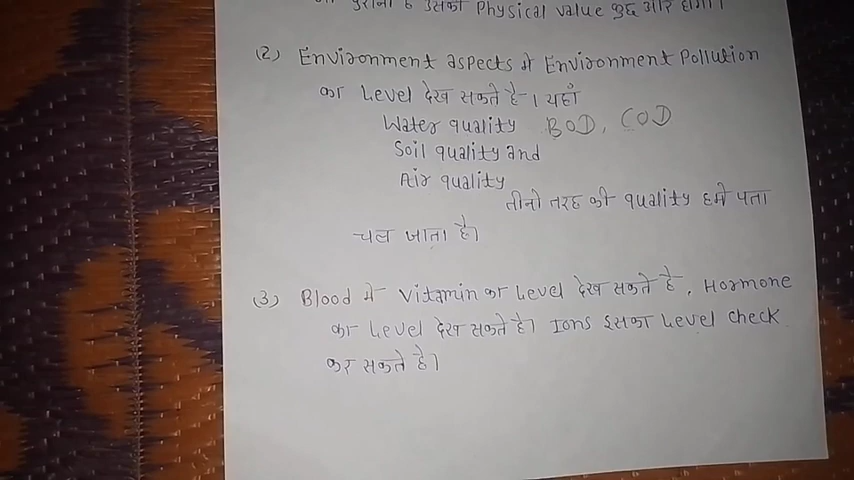 पुराना है उसका Physical value कुछ और होगा।
(2) Environment aspects में Environment Pollution
का Level देख सकते है। यहाँ
Water quality BOD, COD
Soil quality and
Air quality
तीनो तरह की quality हमे पता
चल जाता है।
(3) Blood में Vitamin का Level देख सकते है, Hormone
का Level देख सकते है। Ions इसका Level check
कर सकते है।